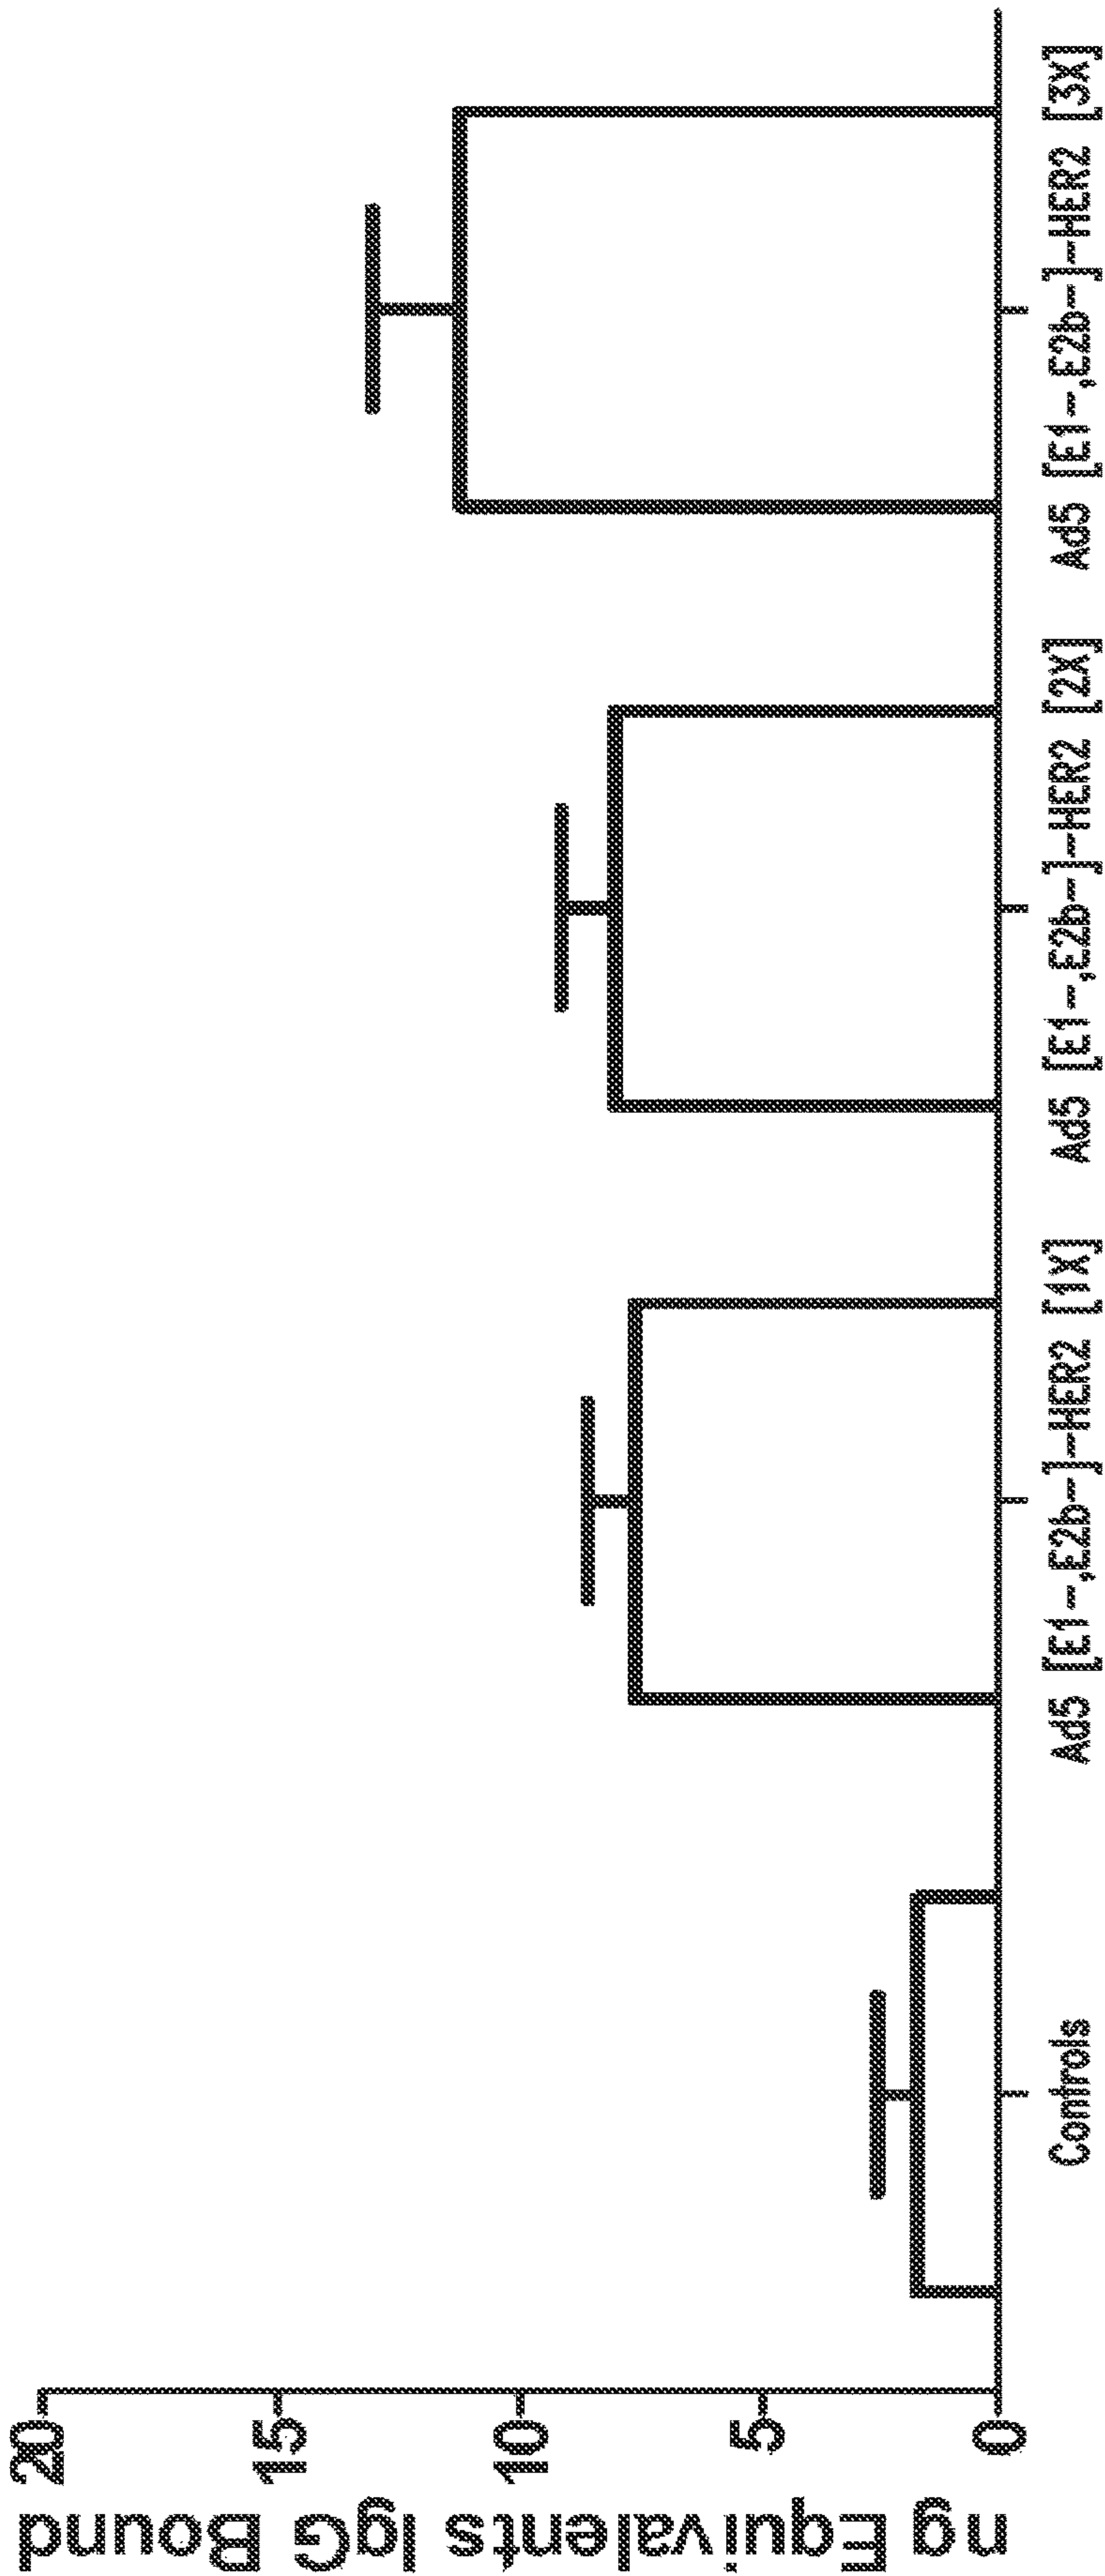 ng Equivalents IgG Bound
20
15
10
5
0
Controls
Ad5 [E1-,E2b-]-HER2 [1X]
Ad5 [E1-,E2b-]-HER2 [2X]
Ad5 [E1-,E2b-]-HER2 [3X]